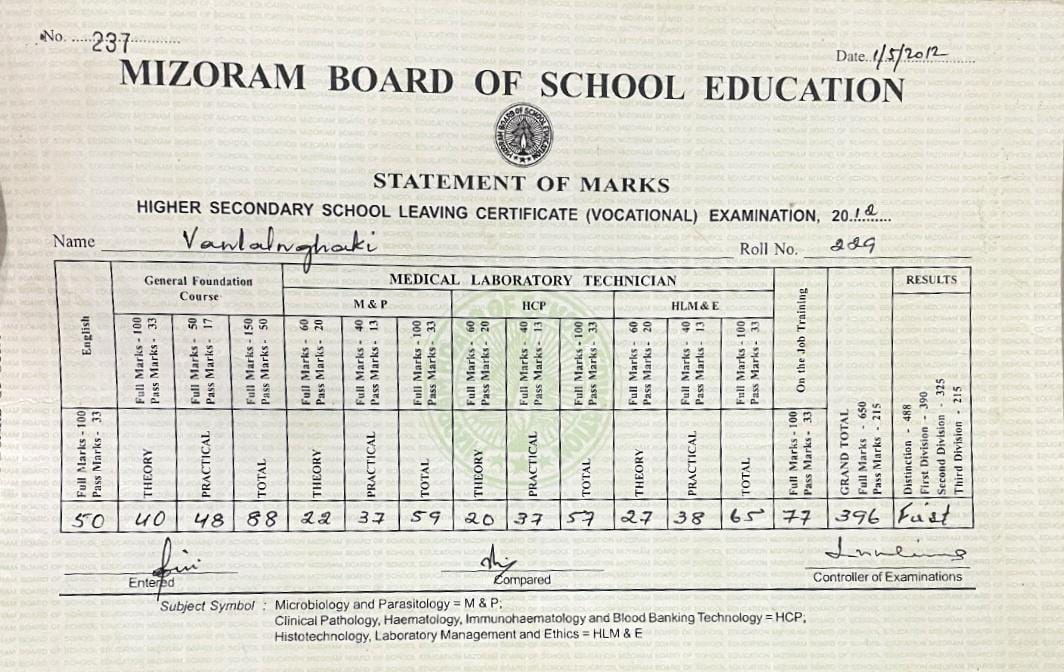 No. 237
Date. 1/5/2012
MIZORAM BOARD OF SCHOOL EDUCATION
MIZORAM BOARD OF SCHOOL EDUCATION
STATEMENT OF MARKS
HIGHER SECONDARY SCHOOL LEAVING CERTIFICATE (VOCATIONAL) EXAMINATION, 2012
Name Vanlalnghaki Roll No. 229
English
General Foundation Course
MEDICAL LABORATORY TECHNICIAN
M & P HCP HLM & E
On the Job Training
RESULTS
Full Marks - 100 Pass Marks - 33
Full Marks - 50 Pass Marks - 17
Full Marks - 150 Pass Marks - 50
Full Marks - 60 Pass Marks - 20
Full Marks - 40 Pass Marks - 13
Full Marks - 100 Pass Marks - 33
Full Marks - 60 Pass Marks - 20
Full Marks - 40 Pass Marks - 13
Full Marks - 100 Pass Marks - 33
Full Marks - 60 Pass Marks - 20
Full Marks - 40 Pass Marks - 13
Full Marks - 100 Pass Marks - 33
Full Marks - 100 Pass Marks - 33
THEORY PRACTICAL TOTAL THEORY PRACTICAL TOTAL THEORY PRACTICAL TOTAL THEORY PRACTICAL TOTAL
Full Marks - 100 Pass Marks - 33
GRAND TOTAL
Full Marks - 650
Pass Marks - 215
Distinction - 488
First Division - 390
Second Division - 325
Third Division - 215
50 40 48 88 22 37 59 20 37 57 27 38 65 77 396 First
Entered Compared Controller of Examinations
Subject Symbol : Microbiology and Parasitology = M & P;
Clinical Pathology, Haematology, Immunohaematology and Blood Banking Technology = HCP;
Histotechnology, Laboratory Management and Ethics = HLM & E